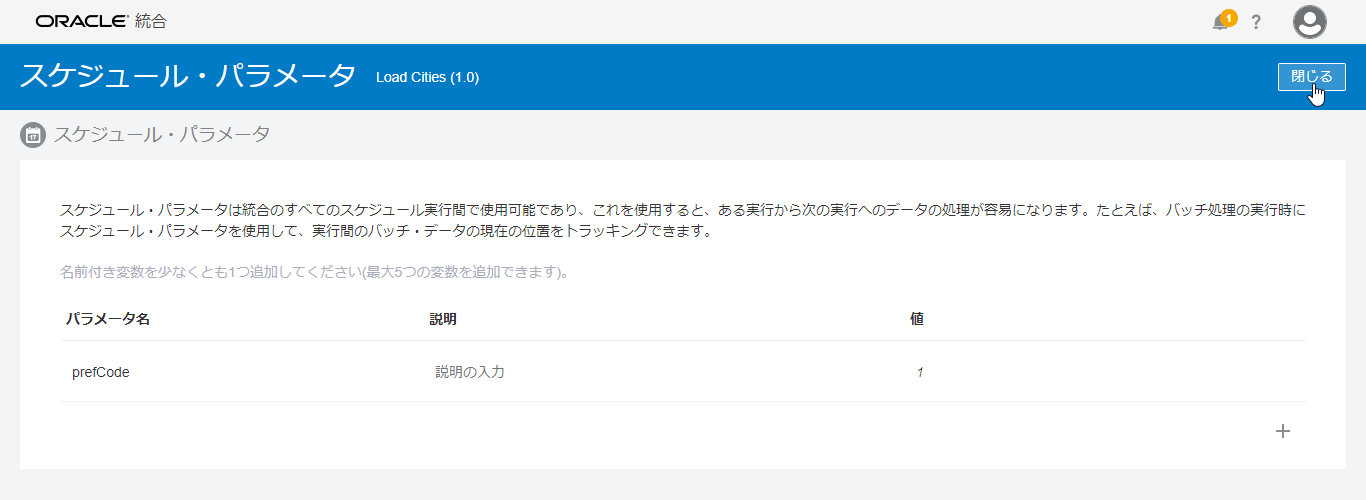 ORACLE 統合
1
?
スケジュール・パラメータ Load Cities (1.0)
閉じる
17
スケジュール・パラメータ
スケジュール・パラメータは統合のすべてのスケジュール実行間で使用可能であり、これを使用すると、ある実行から次の実行へのデータの処理が容易になります。たとえば、バッチ処理の実行時に
スケジュール・パラメータを使用して、実行間のバッチ・データの現在の位置をトラッキングできます。
名前付き変数を少なくとも1つ追加してください(最大5つの変数を追加できます)。
パラメータ名 説明 値
prefCode 説明の入力 1